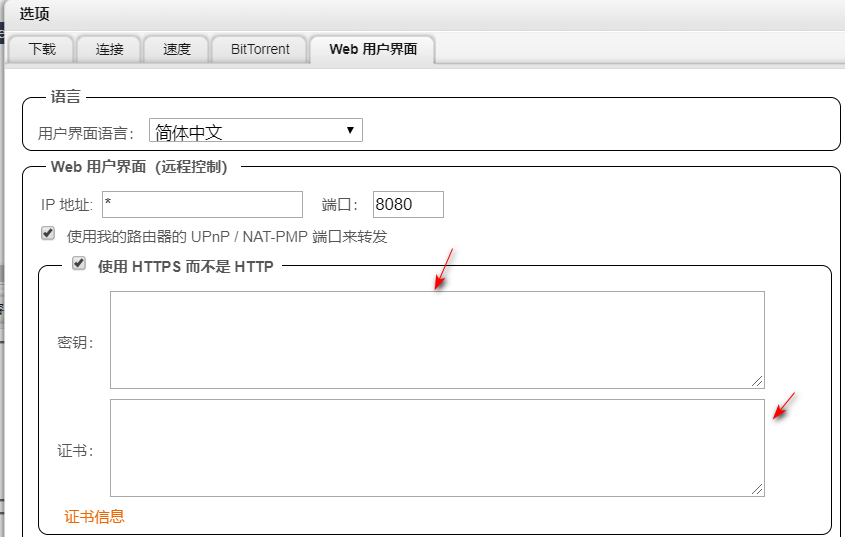 选项
下载 连接 速度 BitTorrent Web 用户界面
语言
用户界面语言： 简体中文
Web 用户界面（远程控制）
IP 地址: * 端口： 8080
使用我的路由器的 UPnP / NAT-PMP 端口来转发
使用 HTTPS 而不是 HTTP
密钥：
证书：
证书信息